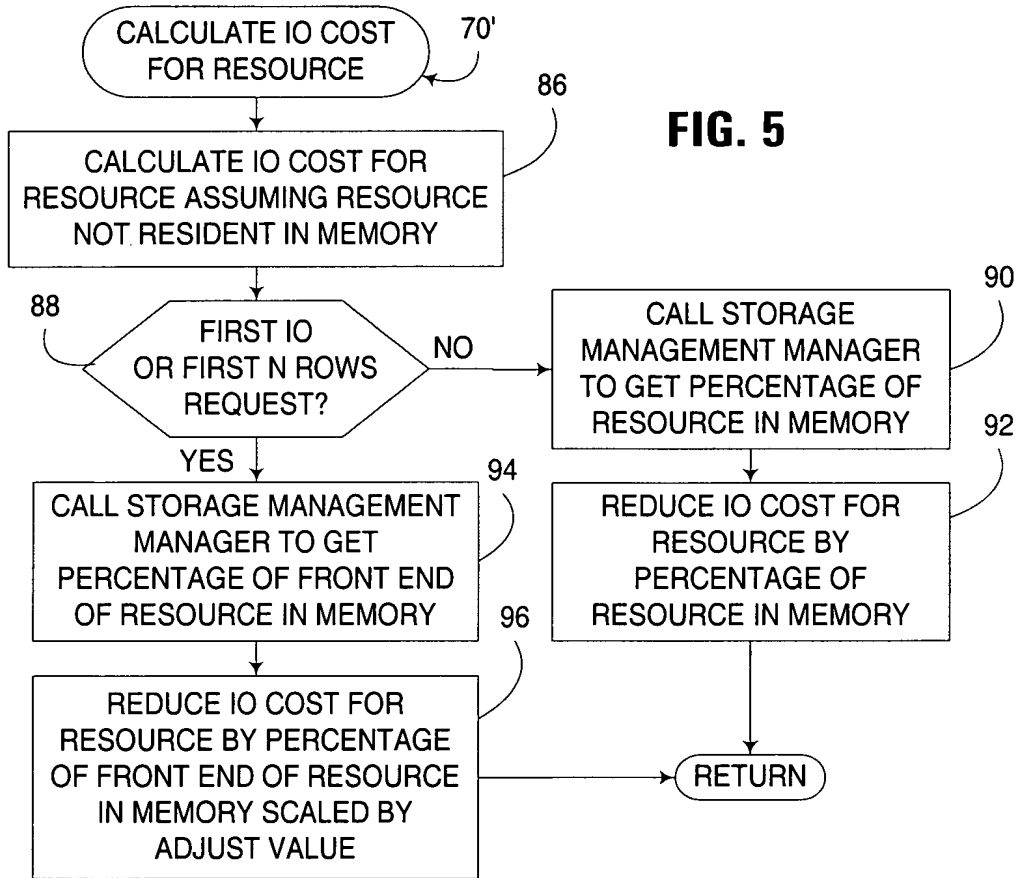 CALCULATE IO COST
FOR RESOURCE
70'
FIG. 5
86
CALCULATE IO COST FOR
RESOURCE ASSUMING RESOURCE
NOT RESIDENT IN MEMORY
88
FIRST IO
OR FIRST N ROWS
REQUEST?
NO
YES
90
CALL STORAGE
MANAGEMENT MANAGER
TO GET PERCENTAGE OF
RESOURCE IN MEMORY
92
REDUCE IO COST FOR
RESOURCE BY
PERCENTAGE OF
RESOURCE IN MEMORY
94
CALL STORAGE MANAGEMENT
MANAGER TO GET
PERCENTAGE OF FRONT END
OF RESOURCE IN MEMORY
96
REDUCE IO COST FOR
RESOURCE BY PERCENTAGE
OF FRONT END OF RESOURCE
IN MEMORY SCALED BY
ADJUST VALUE
RETURN